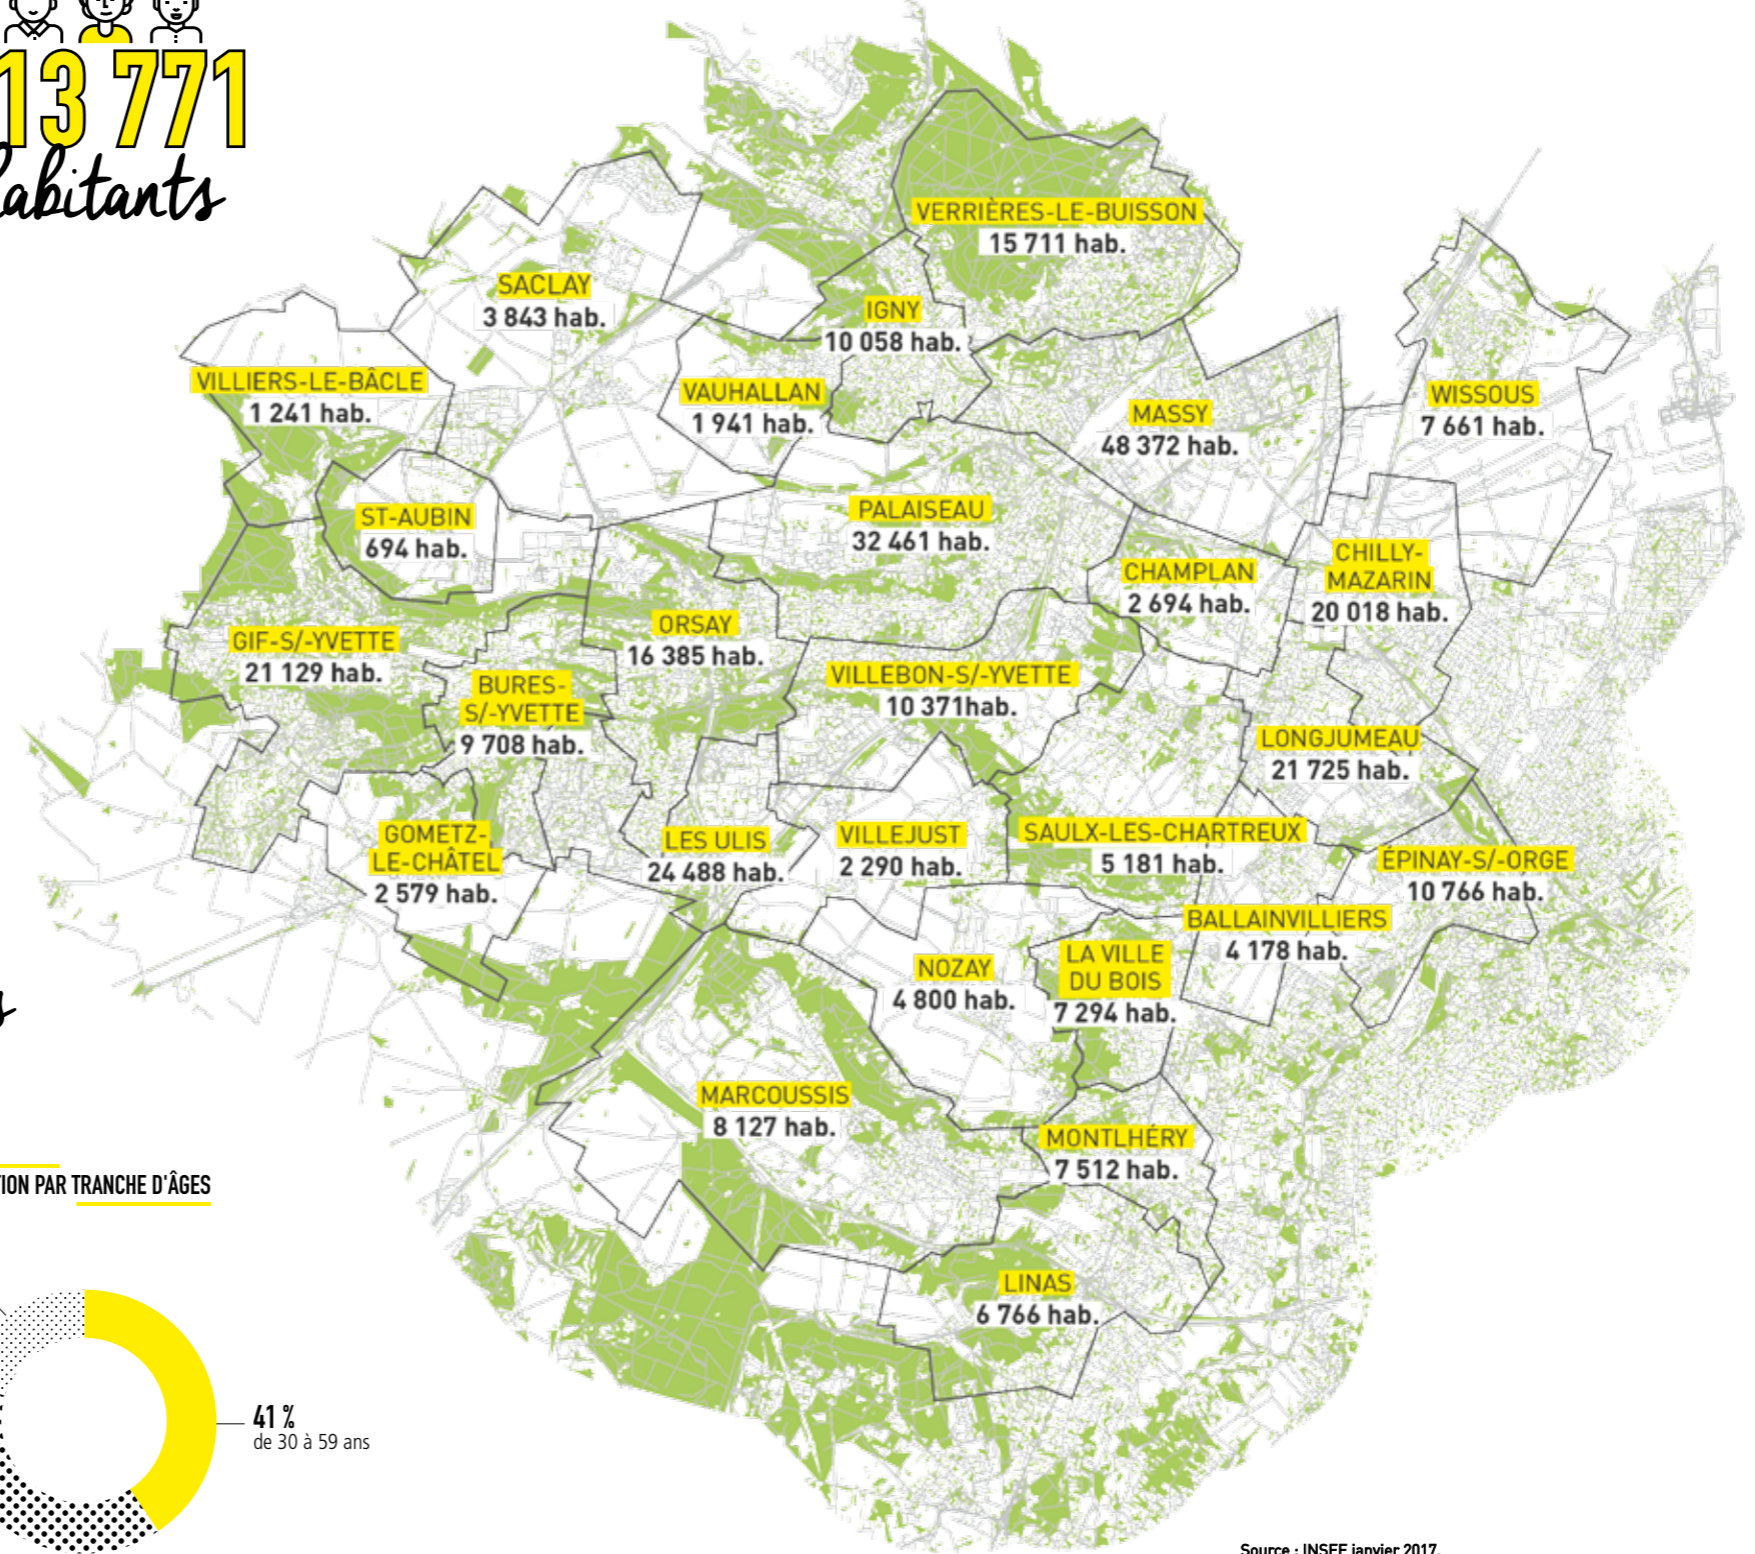 13 771
habitants
VERRIÈRES-LE-BUISSON
15 711 hab.
SACLAY
3 843 hab.
IGNY
10 058 hab.
VILLIERS-LE-BÂCLE
1 241 hab.
VAUHALLAN
1 941 hab.
MASSY
48 372 hab.
WISSOUS
7 661 hab.
ST-AUBIN
694 hab.
PALAISEAU
32 461 hab.
CHAMPLAN
2 694 hab.
CHILLY-
MAZARIN
20 018 hab.
GIF-S/-YVETTE
21 129 hab.
ORSAY
16 385 hab.
BURES-
S/-YVETTE
9 708 hab.
VILLEBON-S/-YVETTE
10 371hab.
LONGJUMEAU
21 725 hab.
GOMETZ-
LE-CHÂTEL
2 579 hab.
LES ULIS
24 488 hab.
VILLEJUST
2 290 hab.
SAULX-LES-CHARTREUX
5 181 hab.
ÉPINAY-S/-ORGE
10 766 hab.
BALLAINVILLIERS
4 178 hab.
NOZAY
4 800 hab.
LA VILLE
DU BOIS
7 294 hab.
MARCOUSSIS
8 127 hab.
MONTLHÉRY
7 512 hab.
LINAS
6 766 hab.
TION PAR TRANCHE D'ÂGES
41 %
de 30 à 59 ans
Source : INSEE janvier 2017.